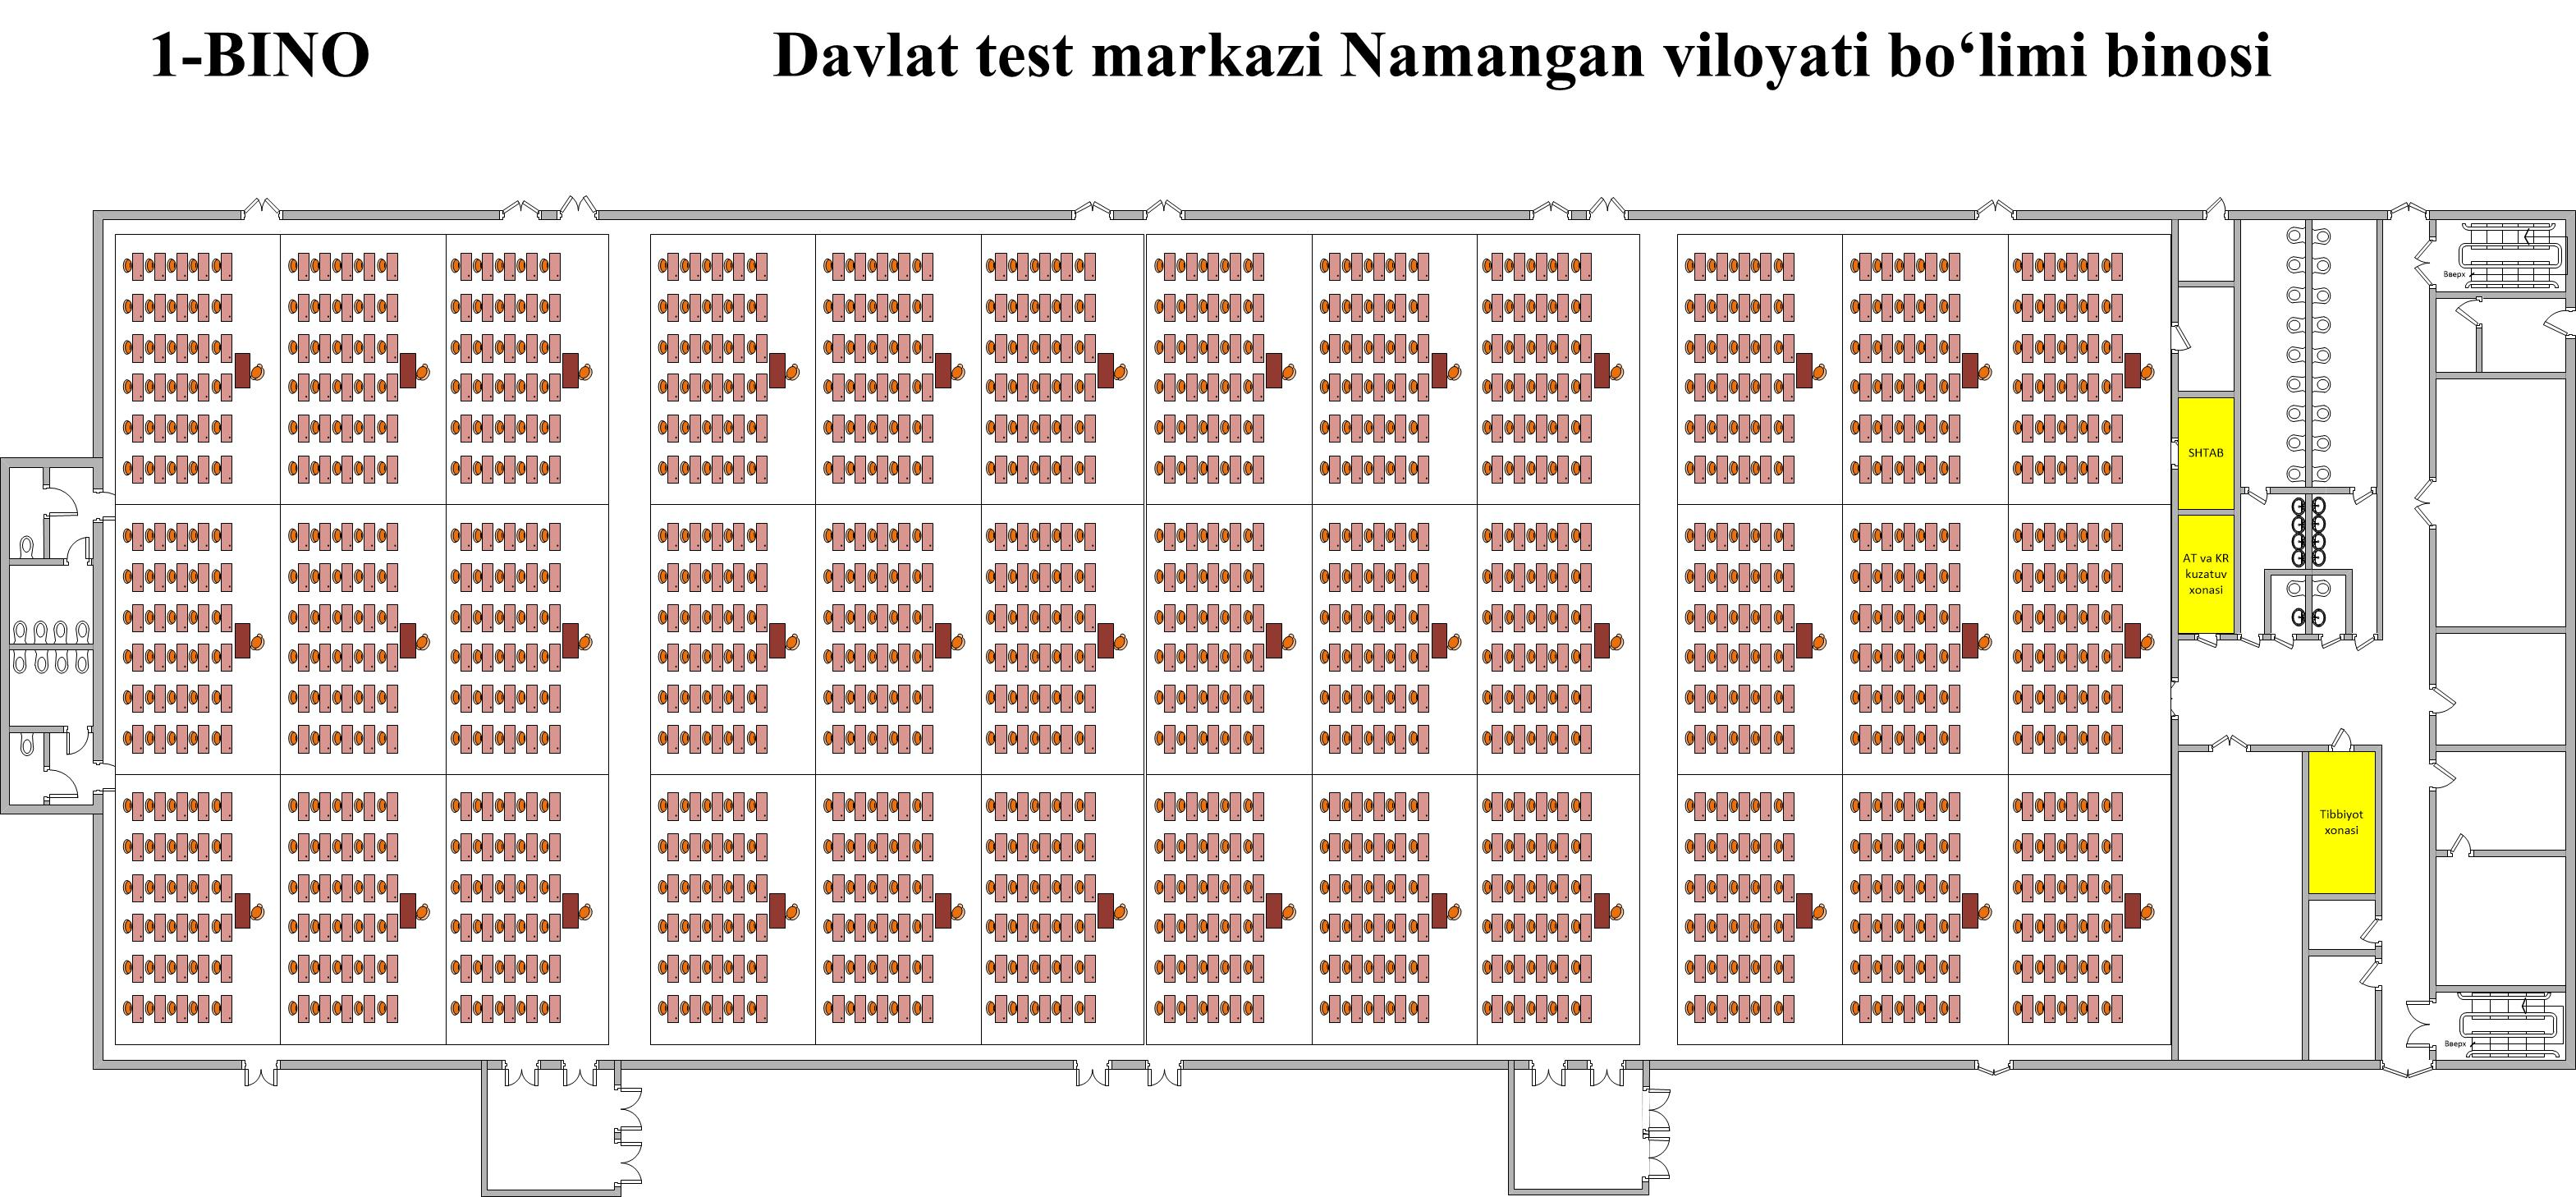 1-BINO
Davlat test markazi Namangan viloyati bo‘limi binosi
Вверх
SHTAB
AT va KR
kuzatuv
xonasi
Tibbiyot
xonasi
Вверх